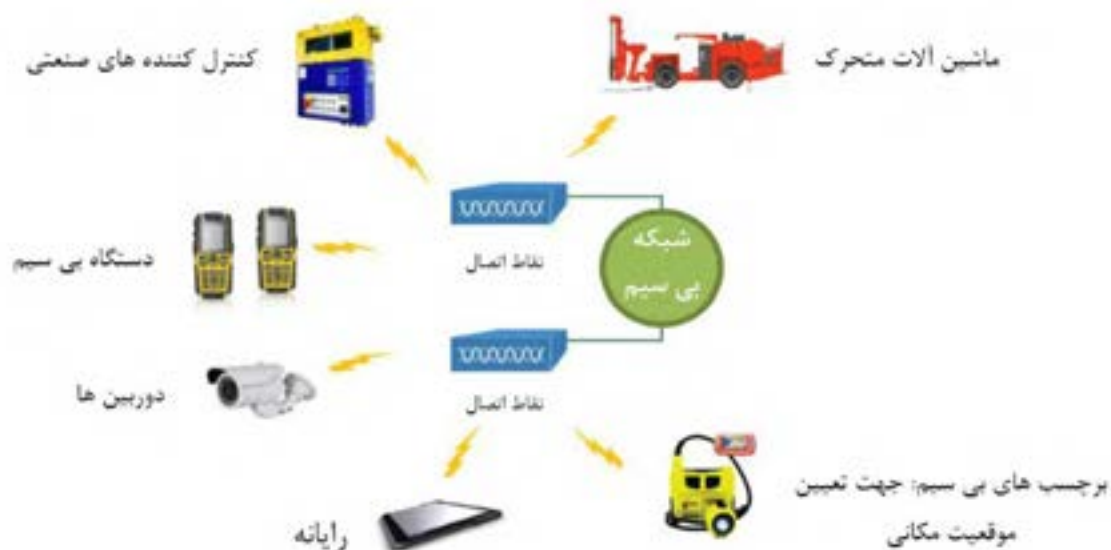 ماشین آلات متحرک
کنترل کننده های صنعتی
شبکه
بی سیم
نقاط اتصال
دستگاه بی سیم
نقاط اتصال
دوربین ها
برچسب های بی سیم: جهت تعیین
موقعیت مکانی
رایانه